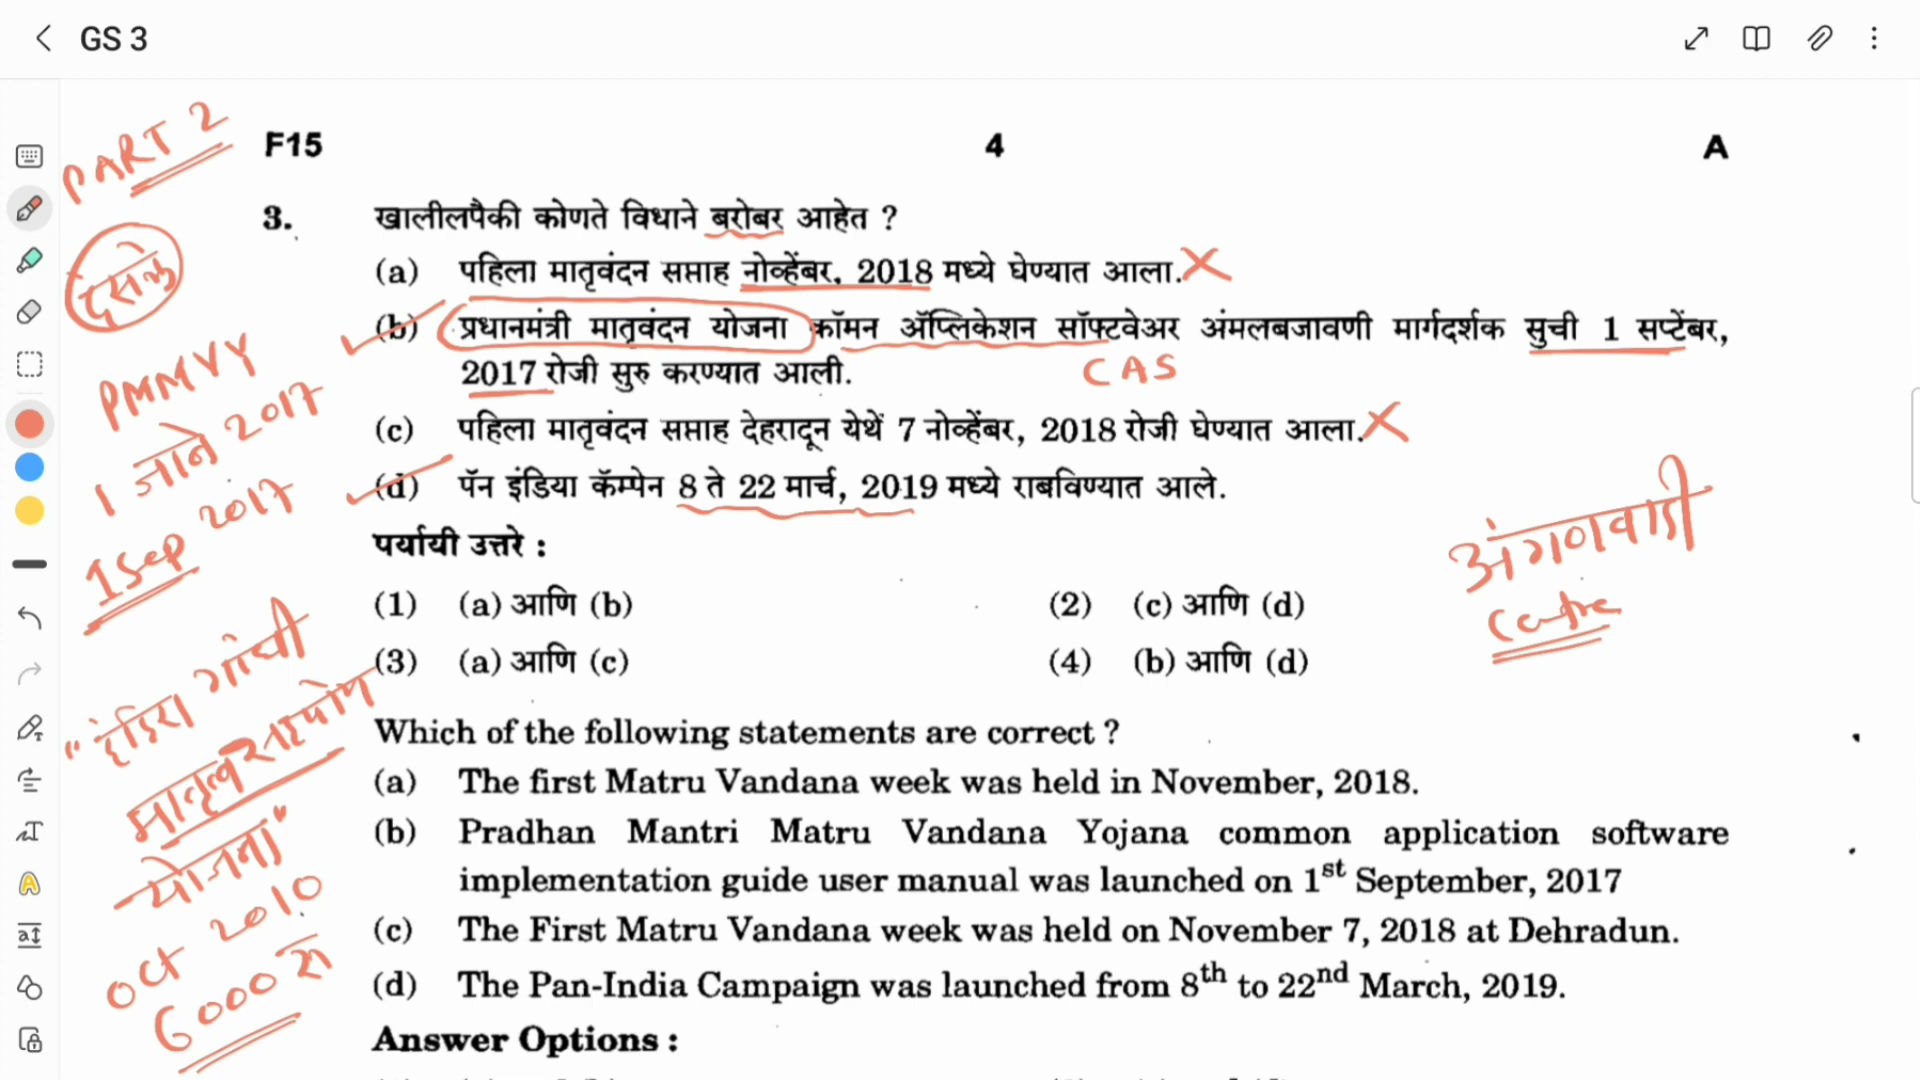 GS 3
PART 2
F15 4 A
3. खालीलपैकी कोणते विधाने बरोबर आहेत ?
(a) पहिला मातृवंदन सप्ताह नोव्हेंबर, 2018 मध्ये घेण्यात आला.
(b) प्रधानमंत्री मातृवंदन योजना कॉमन ॲप्लिकेशन सॉफ्टवेअर अंमलबजावणी मार्गदर्शक सुची 1 सप्टेंबर,
2017 रोजी सुरु करण्यात आली.
CAS
(c) पहिला मातृवंदन सप्ताह देहरादून येथें 7 नोव्हेंबर, 2018 रोजी घेण्यात आला.
(d) पॅन इंडिया कॅम्पेन 8 ते 22 मार्च, 2019 मध्ये राबविण्यात आले.
PMMVY
1 जाने 2017
1 Sep 2017
अंगणवाडी
Centre
पर्यायी उत्तरे :
(1) (a) आणि (b) (2) (c) आणि (d)
(3) (a) आणि (c) (4) (b) आणि (d)
"इंदिरा गांधी
मातृत्व सहयोग
योजना"
Oct 2010
6000 रु
Which of the following statements are correct ?
(a) The first Matru Vandana week was held in November, 2018.
(b) Pradhan Mantri Matru Vandana Yojana common application software
implementation guide user manual was launched on 1st September, 2017
(c) The First Matru Vandana week was held on November 7, 2018 at Dehradun.
(d) The Pan-India Campaign was launched from 8th to 22nd March, 2019.
Answer Options :